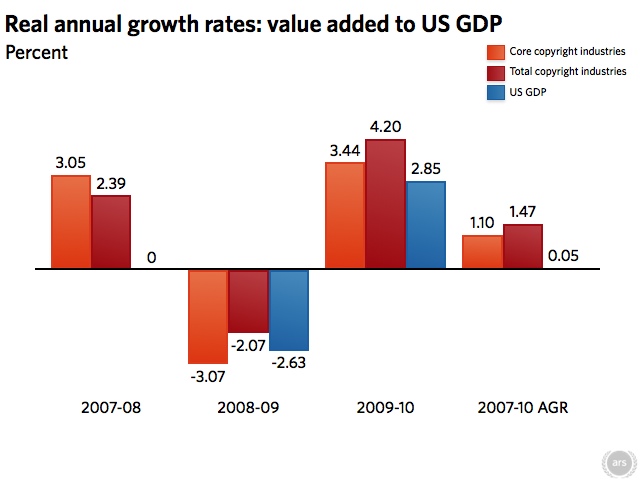 Real annual growth rates: value added to US GDP
Percent
Core copyright industries
Total copyright industries
US GDP
3.05
2.39
0
-3.07
-2.07
-2.63
3.44
4.20
2.85
1.10
1.47
0.05
2007-08
2008-09
2009-10
2007-10 AGR
ars